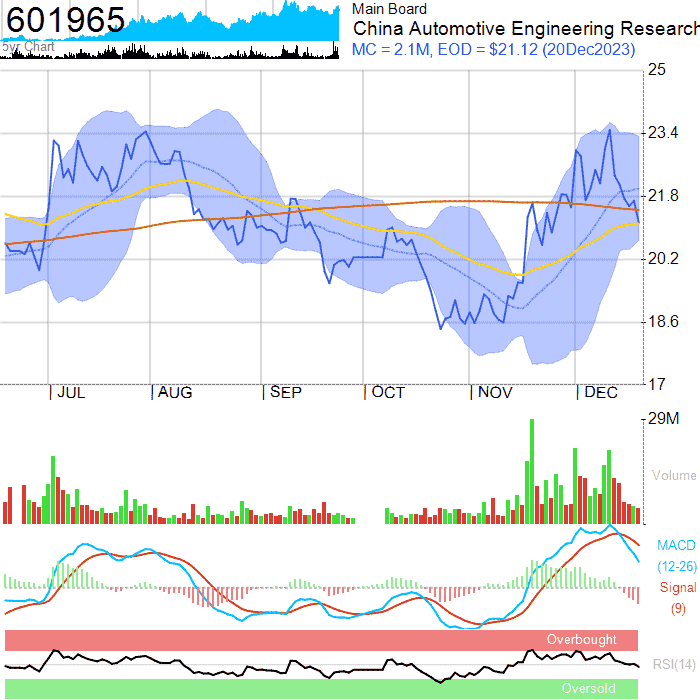 601965
5yr Chart
Main Board
China Automotive Engineering Research
MC = 2.1M, EOD = $21.12 (20Dec2023)
25
23.4
21.8
20.2
18.6
17
JUL AUG SEP OCT NOV DEC
29M
Volume
MACD
(12-26)
Signal
(9)
Overbought
RSI(14)
Oversold